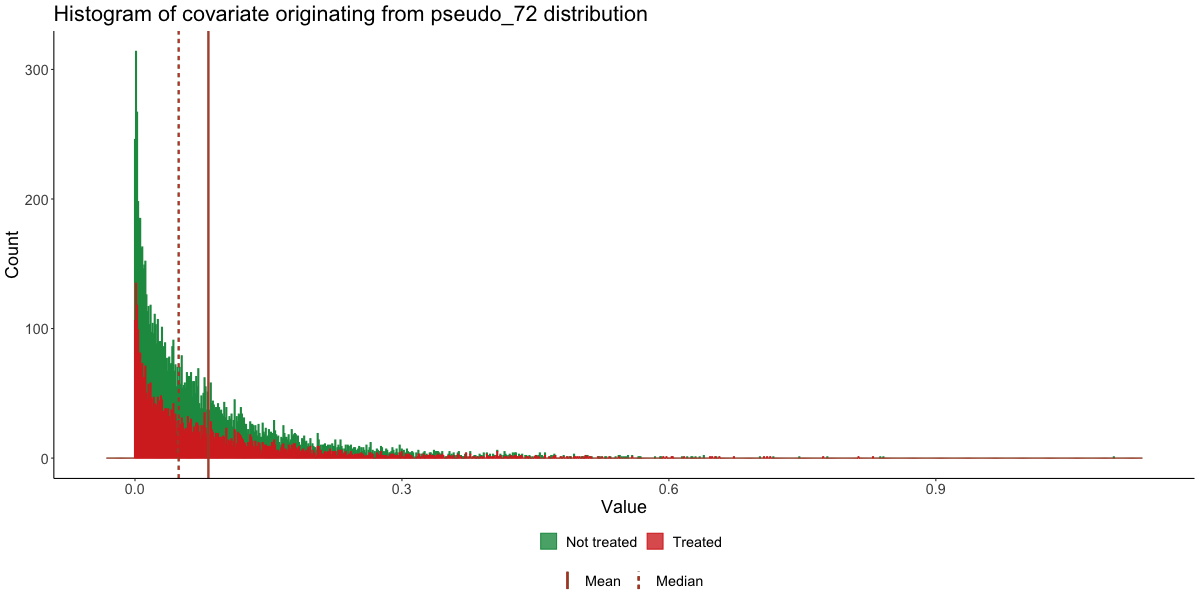 Histogram of covariate originating from pseudo_72 distribution
300
200
100
0
Count
0.0 0.3 0.6 0.9
Value
Not treated Treated
Mean Median